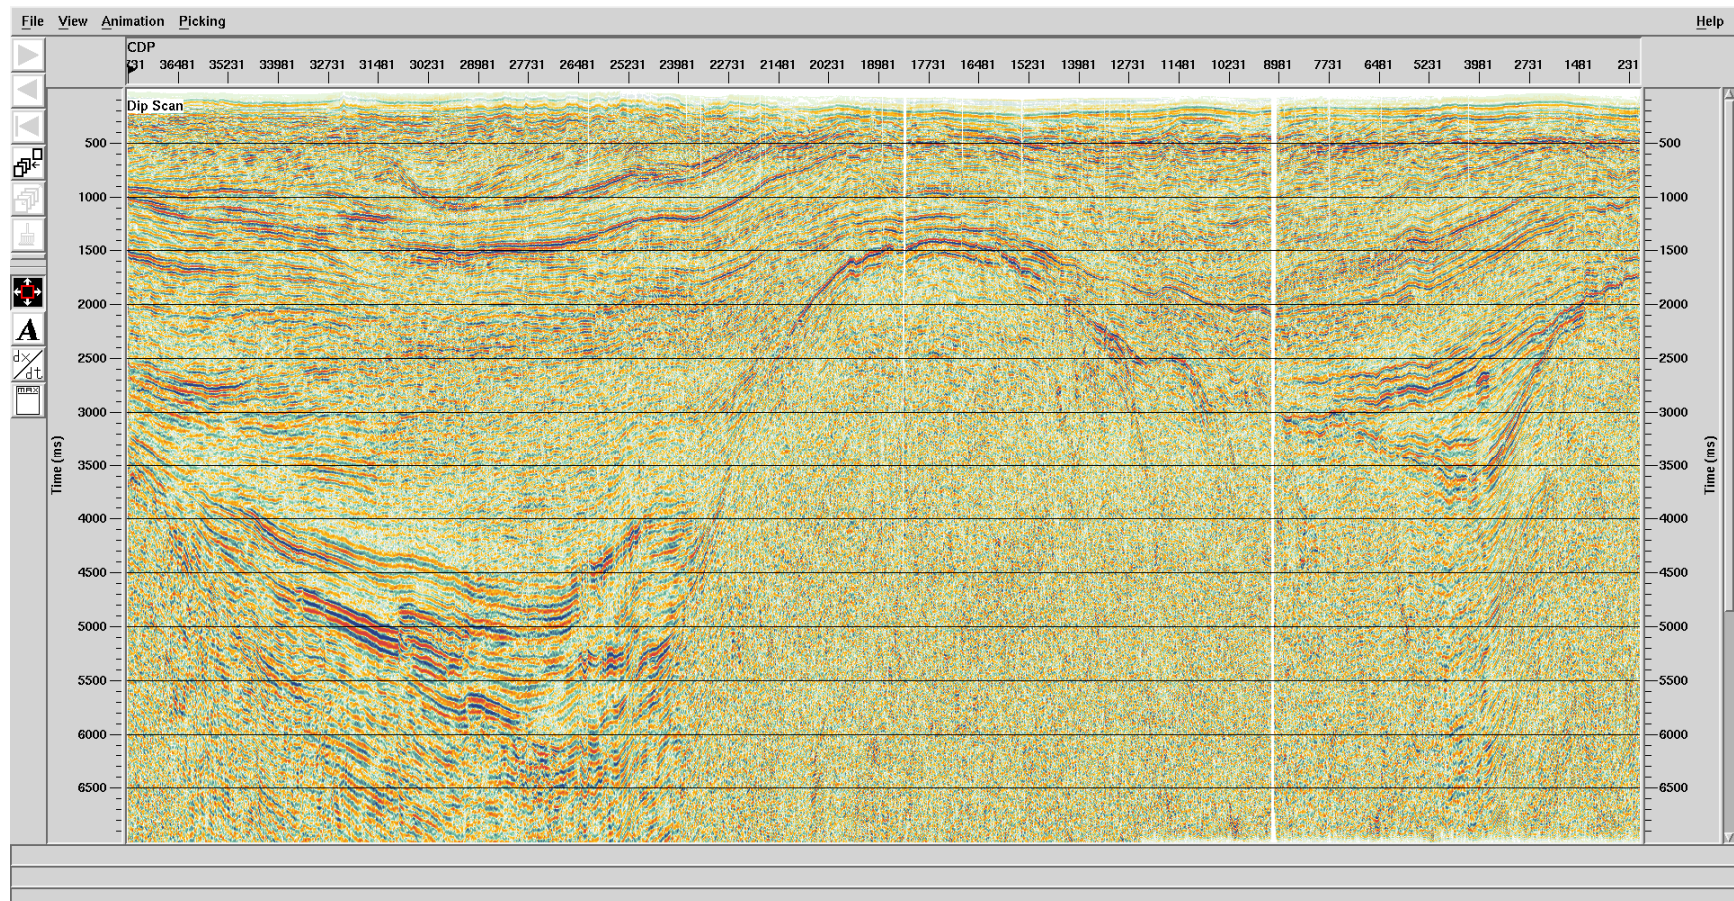 File View Animation Picking Help
CDP
731 36481 35231 33981 32731 31481 30231 28981 27731 26481 25231 23981 22731 21481 20231 18981 17731 16481 15231 13981 12731 11481 10231 8981 7731 6481 5231 3981 2731 1481 231
Dip Scan
500 500
1000 1000
1500 1500
2000 2000
A
dx/dt
2500 2500
max
3000 3000
Time (ms) Time (ms)
3500 3500
4000 4000
4500 4500
5000 5000
5500 5500
6000 6000
6500 6500